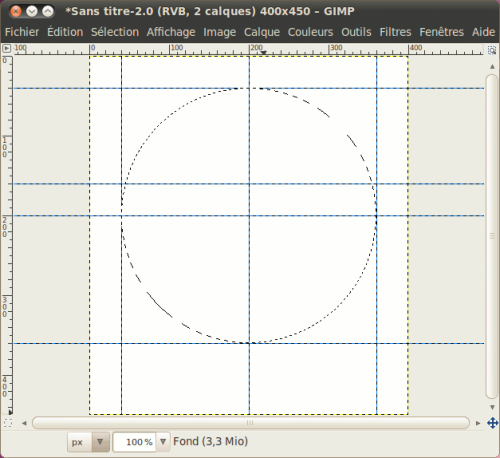 *Sans titre-2.0 (RVB, 2 calques) 400x450 – GIMP
Fichier Édition Sélection Affichage Image Calque Couleurs Outils Filtres Fenêtres Aide
-100 0 100 200 300 400
0
100
200
300
400
px 100% Fond (3,3 Mio)